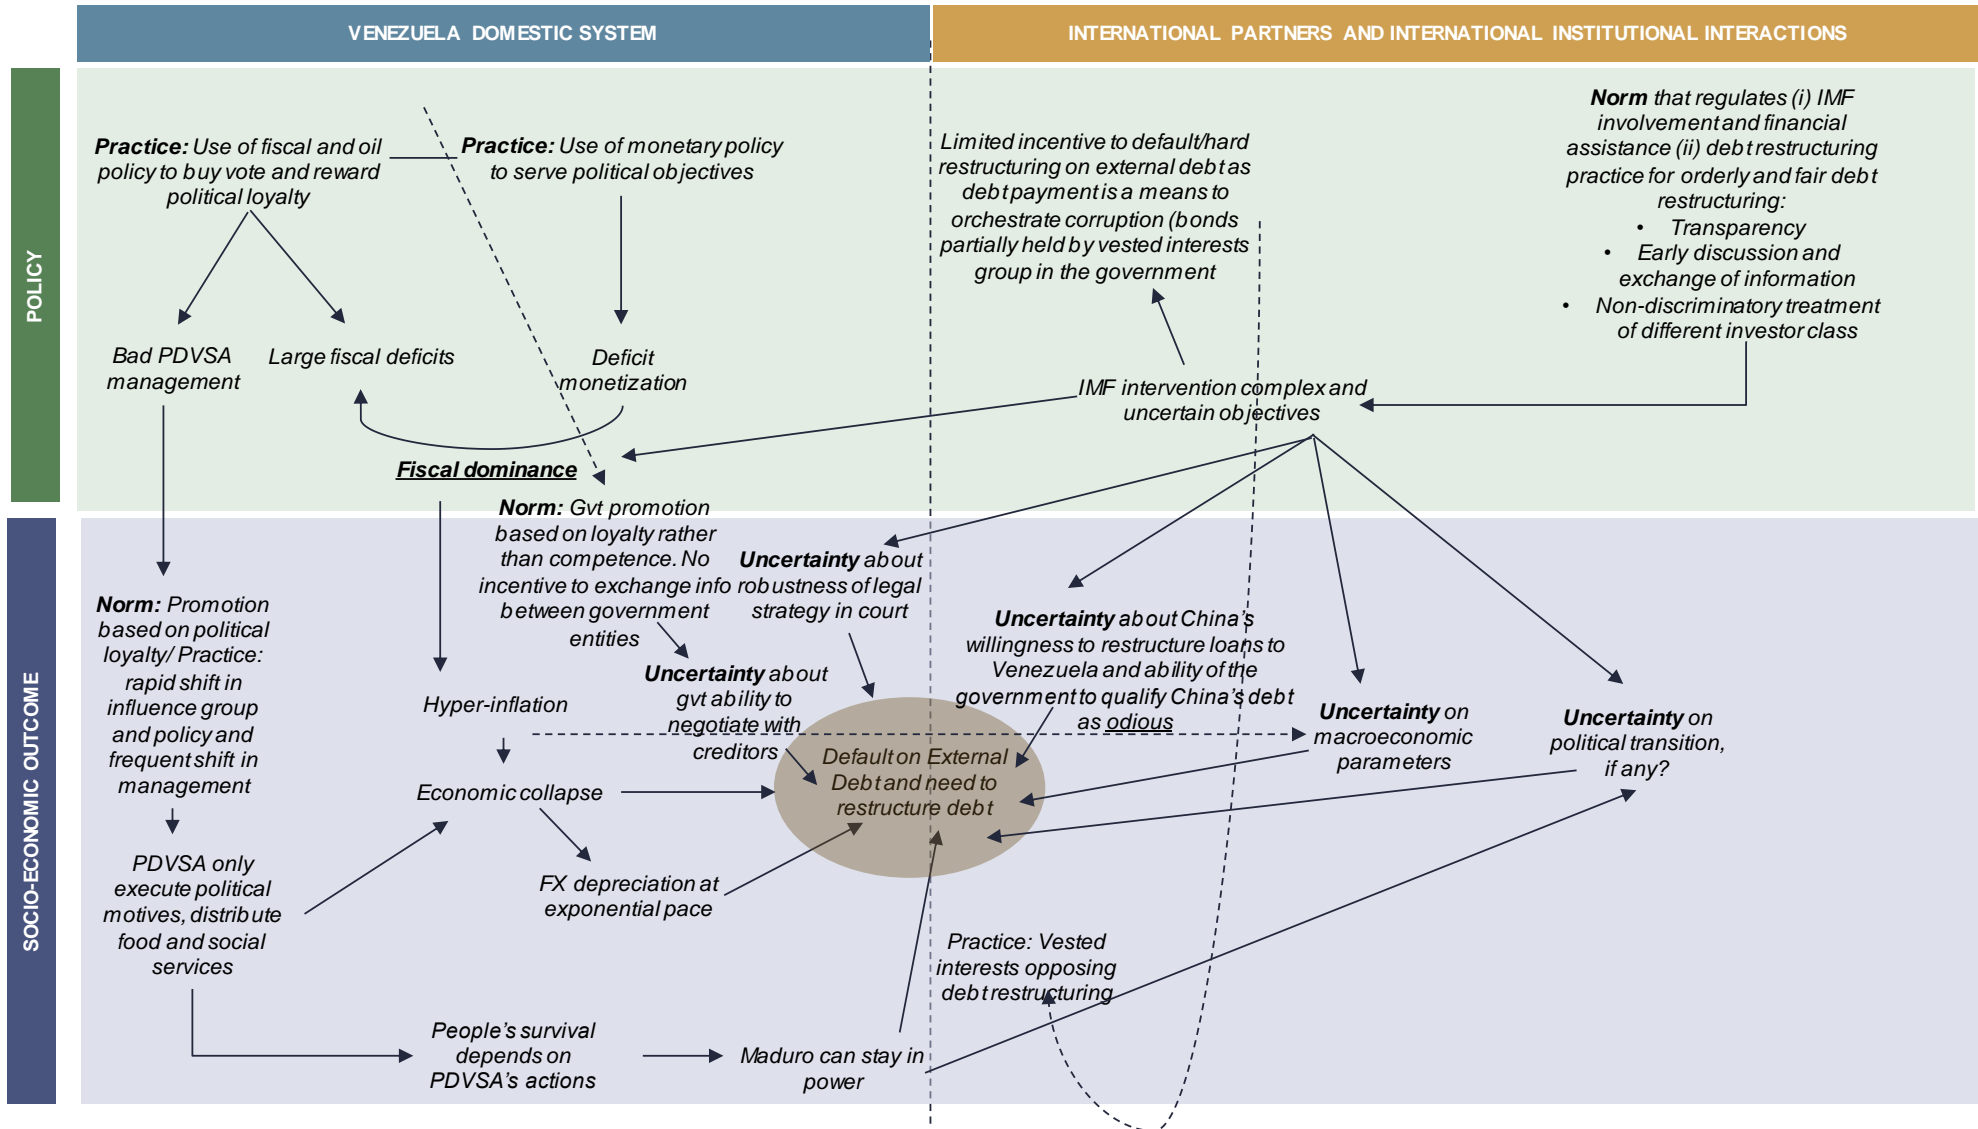 VENEZUELA DOMESTIC SYSTEM
INTERNATIONAL PARTNERS AND INTERNATIONAL INSTITUTIONAL INTERACTIONS
POLICY
Practice: Use of fiscal and oil
policy to buy vote and reward
political loyalty
Practice: Use of monetary policy
to serve political objectives
Limited incentive to default/hard
restructuring on external debt as
debt payment is a means to
orchestrate corruption (bonds
partially held by vested interests
group in the government
Norm that regulates (i) IMF
involvement and financial
assistance (ii) debt restructuring
practice for orderly and fair debt
restructuring:
• Transparency
• Early discussion and
exchange of information
• Non-discriminatory treatment
of different investor class
Bad PDVSA
management
Large fiscal deficits
Deficit
monetization
IMF intervention complex and
uncertain objectives
Fiscal dominance
SOCIO-ECONOMIC OUTCOME
Norm: Gvt promotion
based on loyalty rather
than competence. No
incentive to exchange info
between government
entities
Uncertainty about
robustness of legal
strategy in court
Norm: Promotion
based on political
loyalty/ Practice:
rapid shift in
influence group
and policy and
frequent shift in
management
Uncertainty about China's
willingness to restructure loans to
Venezuela and ability of the
government to qualify China's debt
as odious
Uncertainty about
gvt ability to
negotiate with
creditors
Hyper-inflation
Uncertainty on
macroeconomic
parameters
Uncertainty on
political transition,
if any?
Default on External
Debt and need to
restructure debt
Economic collapse
PDVSA only
execute political
motives, distribute
food and social
services
FX depreciation at
exponential pace
Practice: Vested
interests opposing
debt restructuring
People's survival
depends on
PDVSA's actions
Maduro can stay in
power